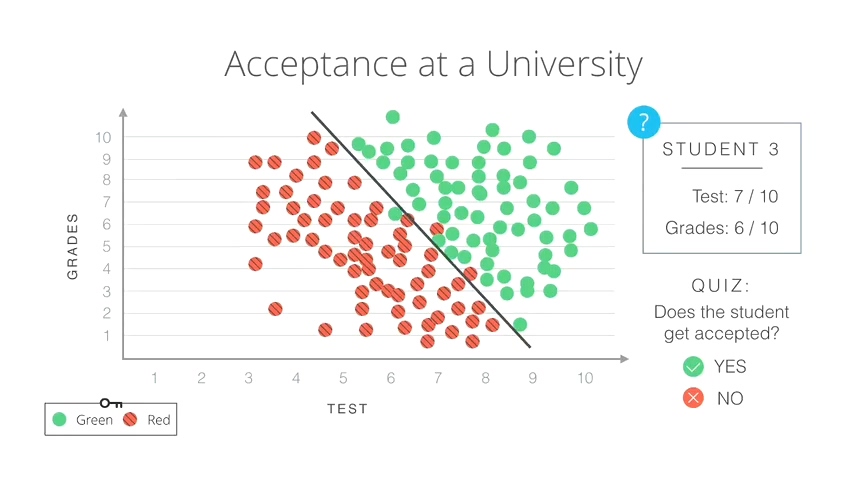 Acceptance at a University
?
STUDENT 3
Test: 7 / 10
Grades: 6 / 10
QUIZ:
Does the student
get accepted?
YES
NO
GRADES
10
9
8
7
6
5
4
3
2
1
1 2 3 4 5 6 7 8 9 10
TEST
Green Red